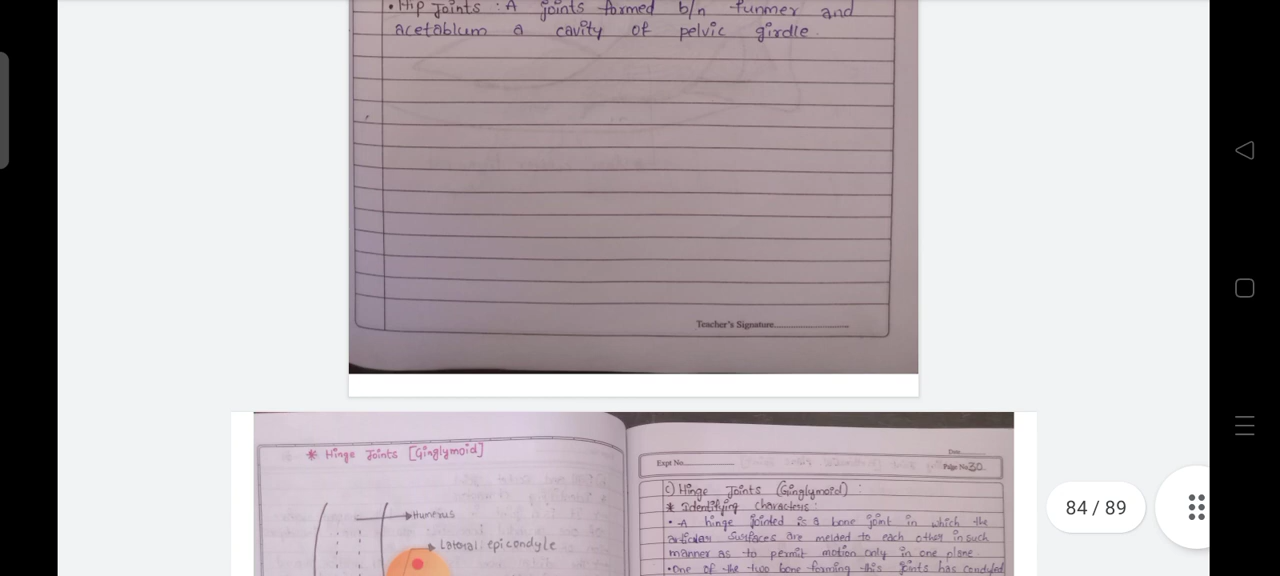 • Hip Joints : A joints formed b/n funmer and
acetablum a cavity of pelvic girdle.
Teacher's Signature
* Hinge Joints [Ginglymoid]
Humerus
Lateral epicondyle
Date
Expt No.
Page No. 30
c) Hinge Joints (Ginglymoid) :
* Identifying characters :
• A hinge jointed is a bone joint in which the
articular surfaces are melded to each other in such
manner as to permit motion only in one plane
• One of the two bone forming this joints has condyled
84 / 89